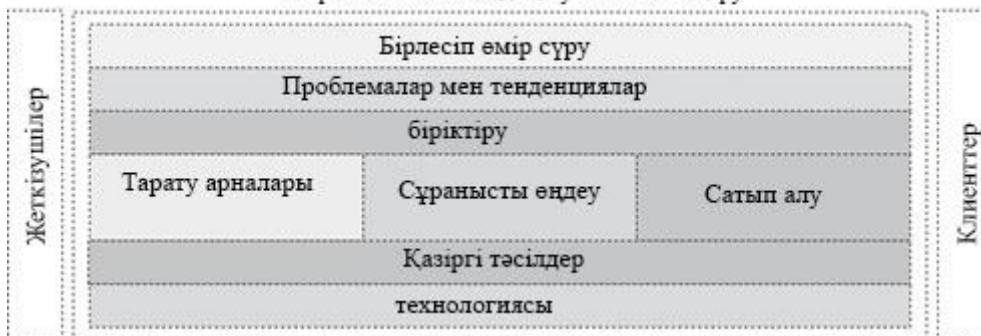 Жеткізушілер
Бірлесіп өмір сүру
Проблемалар мен тенденциялар
біріктіру
Тарату арналары
Сұранысты өңдеу
Сатып алу
Қазіргі тәсілдер
технологиясы
Клиенттер